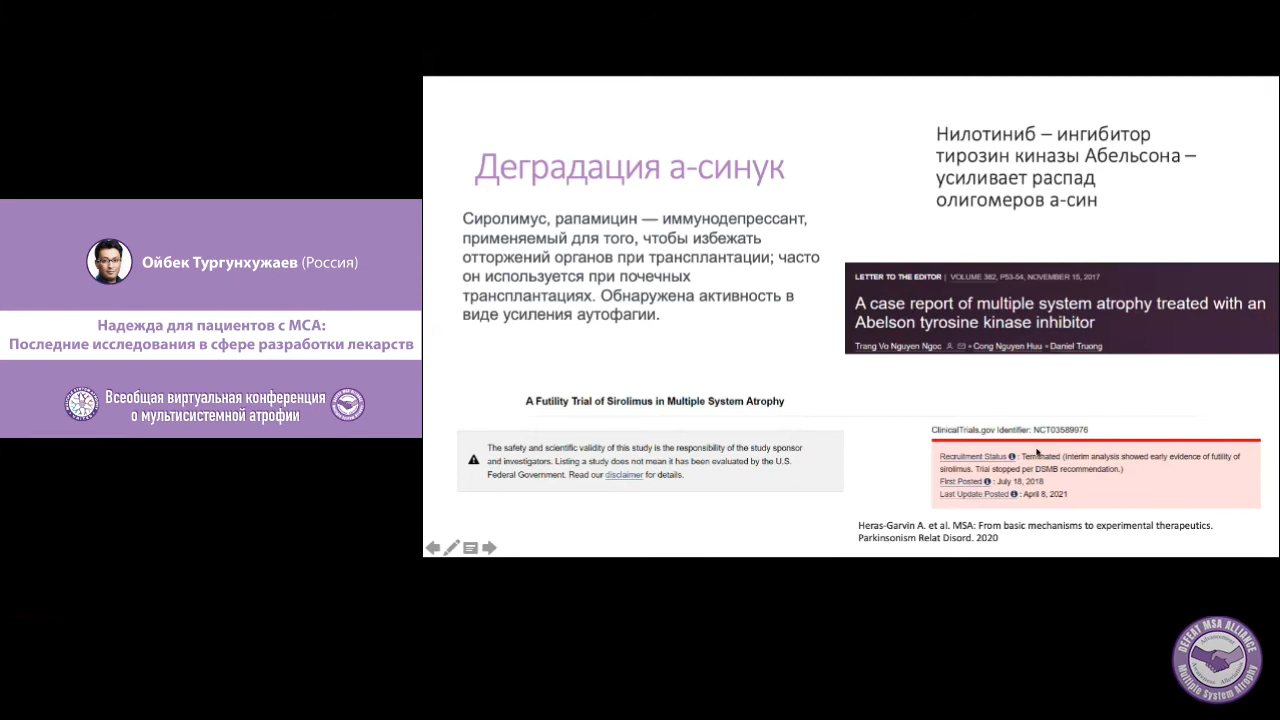 Ойбек Тургунхужаев (Россия)
Надежда для пациентов с МСА:
Последние исследования в сфере разработки лекарств
Всеобщая виртуальная конференция
о мультисистемной атрофии
Деградация а-синук
Сиролимус, рапамицин — иммунодепрессант,
применяемый для того, чтобы избежать
отторжений органов при трансплантации; часто
он используется при почечных
трансплантациях. Обнаружена активность в
виде усиления аутофагии.
Нилотиниб – ингибитор
тирозин киназы Абельсона –
усиливает распад
олигомеров а-син
LETTER TO THE EDITOR | VOLUME 382, P53-54, NOVEMBER 15, 2017
A case report of multiple system atrophy treated with an
Abelson tyrosine kinase inhibitor
Trang Vo Nguyen Ngoc • Cong Nguyen Huu • Daniel Truong
A Futility Trial of Sirolimus in Multiple System Atrophy
The safety and scientific validity of this study is the responsibility of the study sponsor
and investigators. Listing a study does not mean it has been evaluated by the U.S.
Federal Government. Read our disclaimer for details.
ClinicalTrials.gov Identifier: NCT03589976
Recruitment Status : Terminated (Interim analysis showed early evidence of futility of
sirolimus. Trial stopped per DSMB recommendation.)
First Posted : July 18, 2018
Last Update Posted : April 8, 2021
Heras-Garvin A. et al. MSA: From basic mechanisms to experimental therapeutics.
Parkinsonism Relat Disord. 2020
DEFEAT MSA ALLIANCE
Multiple System Atrophy